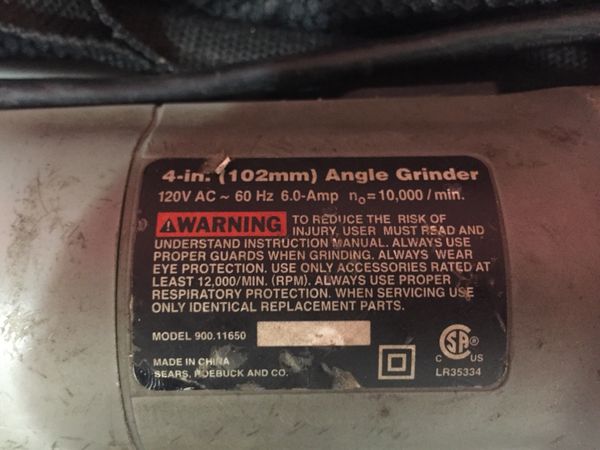 4-in. (102mm) Angle Grinder
120V AC ~ 60 Hz 6.0-Amp nₒ=10,000/min.
⚠WARNING TO REDUCE THE RISK OF
INJURY, USER MUST READ AND
UNDERSTAND INSTRUCTION MANUAL. ALWAYS USE
PROPER GUARDS WHEN GRINDING. ALWAYS WEAR
EYE PROTECTION. USE ONLY ACCESSORIES RATED AT
LEAST 12,000/MIN. (RPM). ALWAYS USE PROPER
RESPIRATORY PROTECTION. WHEN SERVICING USE
ONLY IDENTICAL REPLACEMENT PARTS.
MODEL 900.11650
MADE IN CHINA
SEARS, ROEBUCK AND CO.
C SA US
LR35334